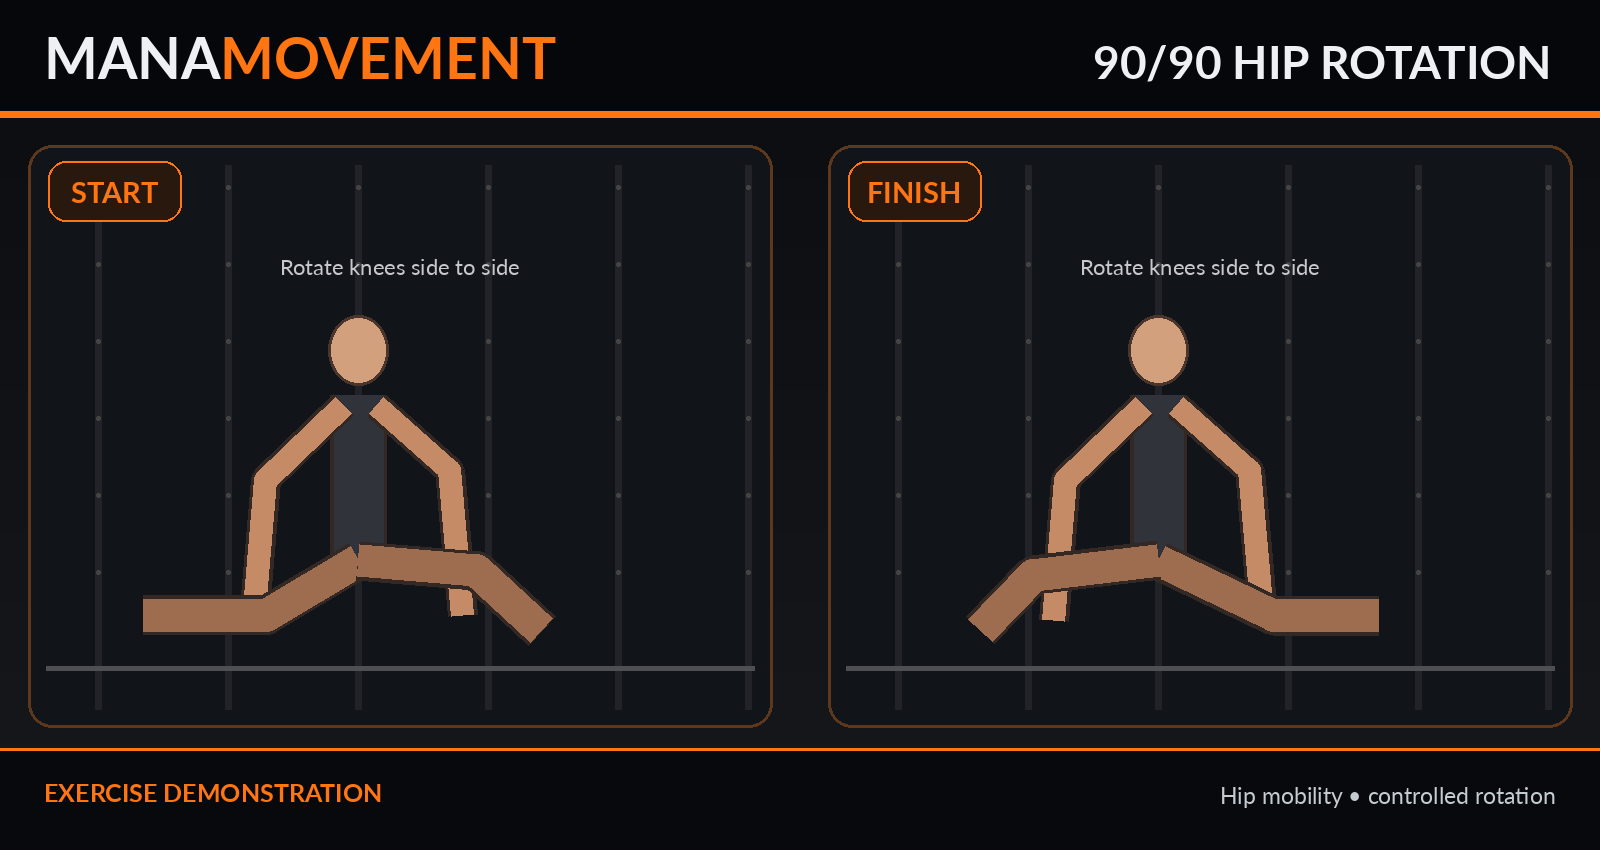 MANAMOVEMENT
90/90 HIP ROTATION
START
Rotate knees side to side
FINISH
Rotate knees side to side
EXERCISE DEMONSTRATION
Hip mobility • controlled rotation